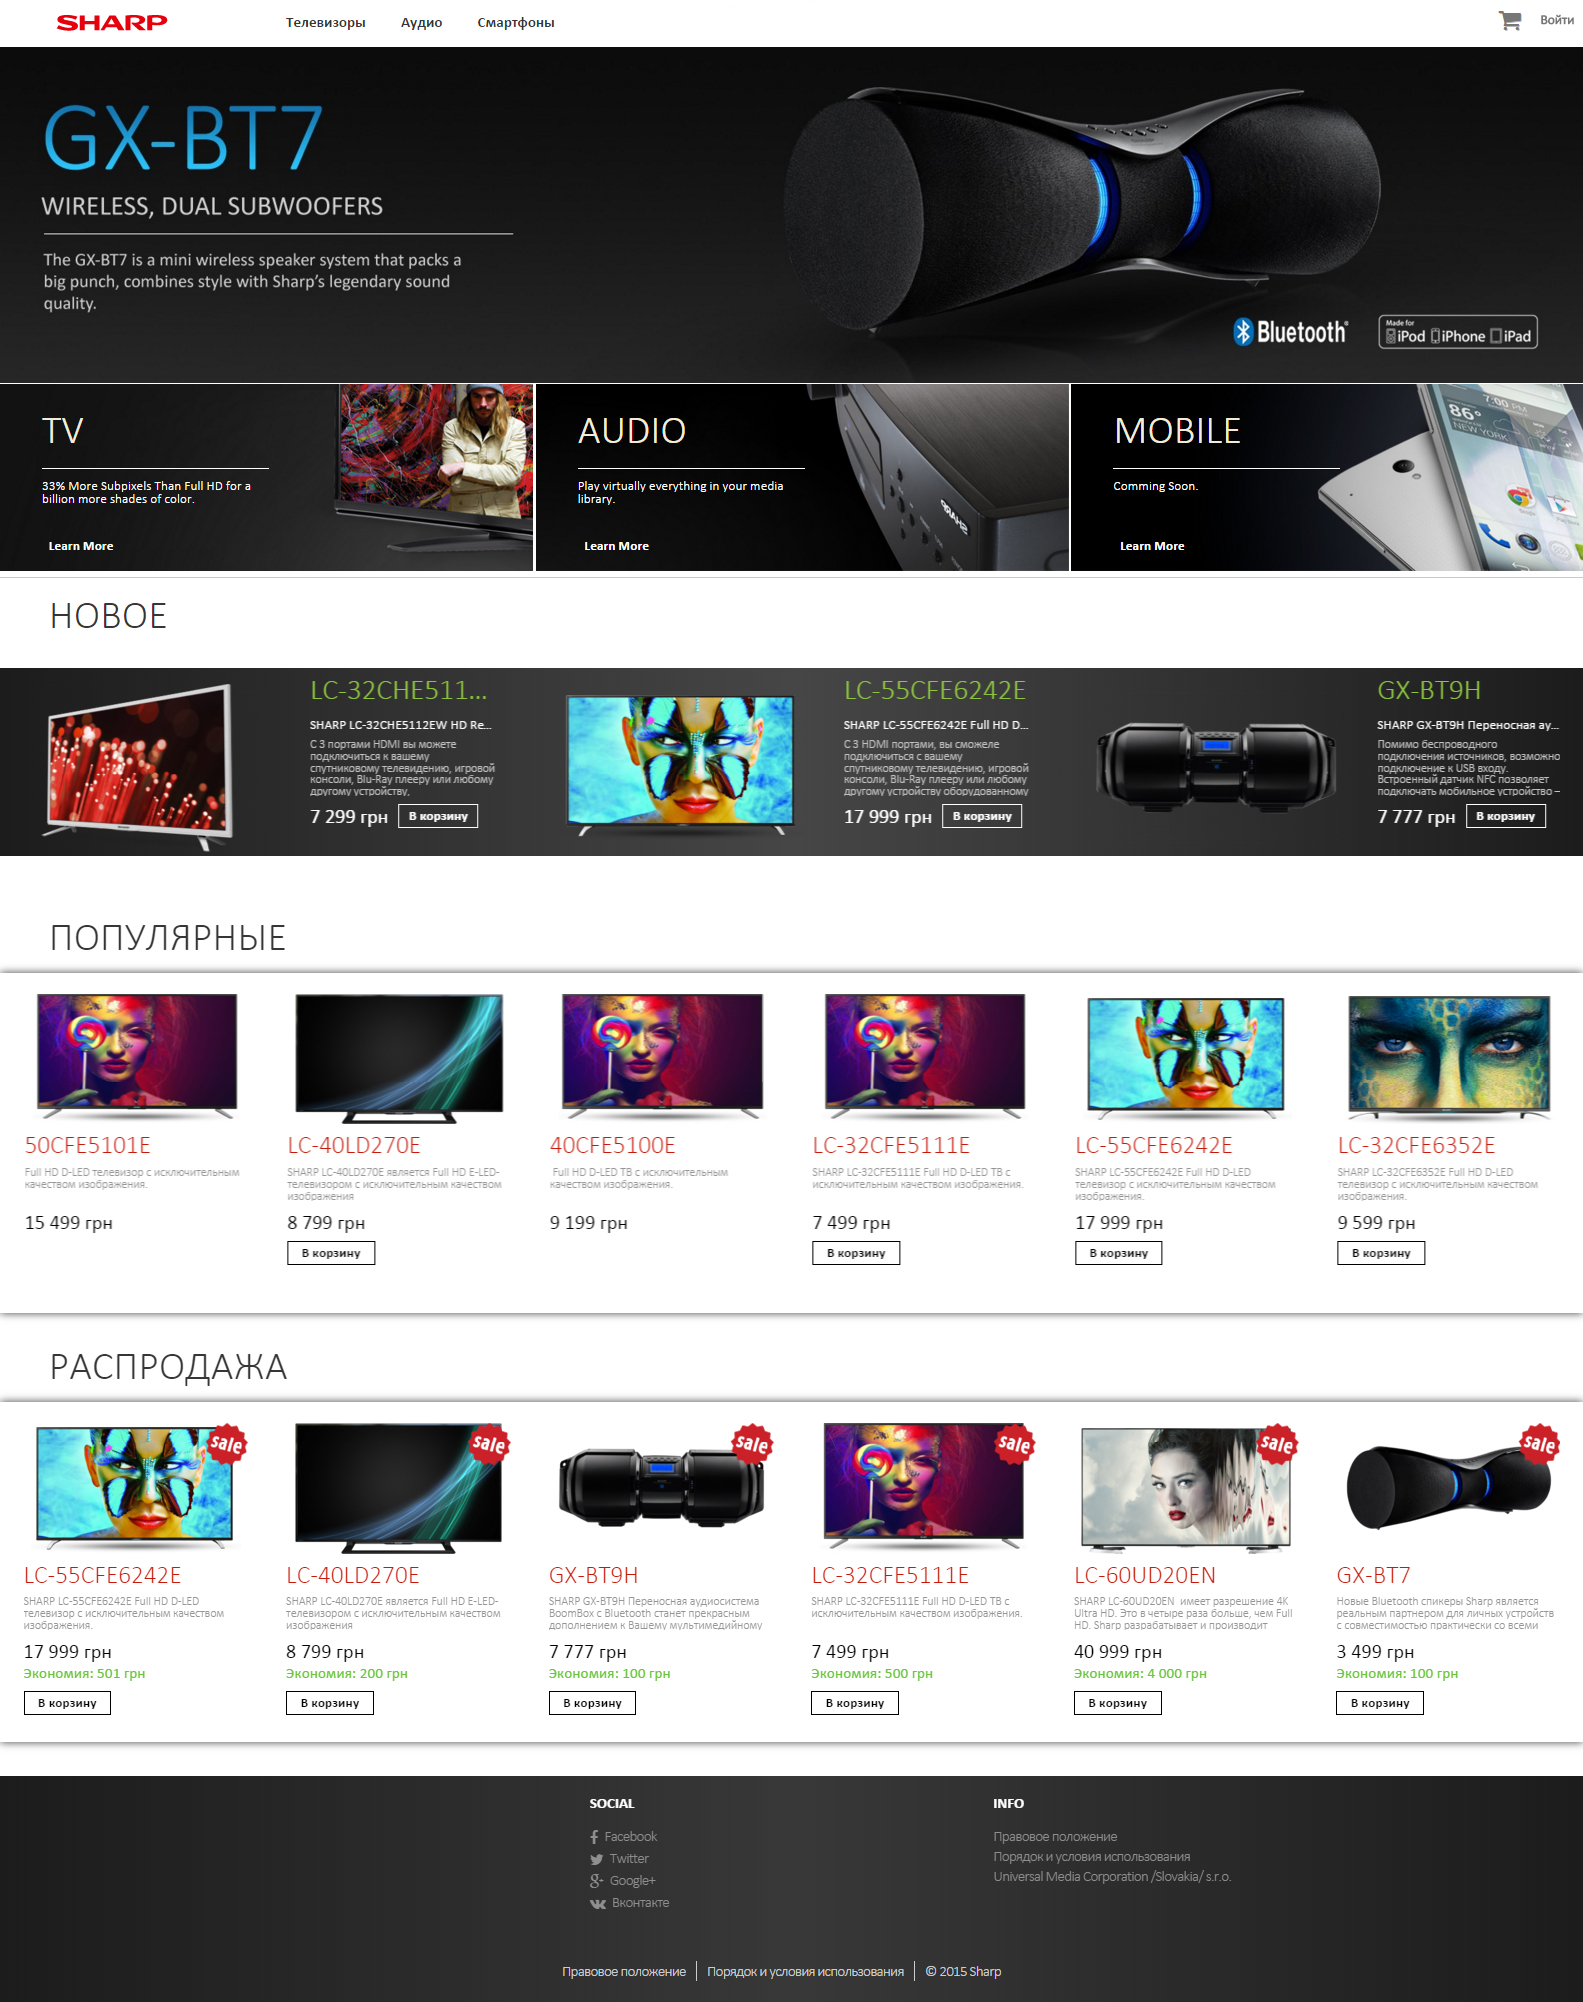 SHARP
Телевизоры
Аудио
Смартфоны
Войти
GX-BT7
WIRELESS, DUAL SUBWOOFERS
The GX-BT7 is a mini wireless speaker system that packs a
big punch, combines style with Sharp's legendary sound
quality.
Bluetooth®
Made for
iPod iPhone iPad
TV
33% More Subpixels Than Full HD for a
billion more shades of color.
Learn More
AUDIO
Play virtually everything in your media
library.
Learn More
SHARP
MOBILE
Comming Soon.
Learn More
7:00 PM
86°
NEW YORK
НОВОЕ
LC-32CHE511...
SHARP LC-32CHE5112EW HD Re...
С 3 портами HDMI вы можете
подключиться к вашему
спутниковому телевидению, игровой
консоли, Blu-Ray плееру или любому
другому устройству,
7 299 грн
В корзину
LC-55CFE6242E
SHARP LC-55CFE6242E Full HD D...
С 3 HDMI портами, вы сможеле
подключиться с вашему
спутниковому телевидению, игровой
консоли, Blu-Ray плееру или любому
другому устройству оборудованному
17 999 грн
В корзину
GX-BT9H
SHARP GX-BT9H Переносная ау...
Помимо беспроводного
подключения источников, возможно
подключение к USB входу.
Встроенный датчик NFC позволяет
подключать мобильное устройство –
7 777 грн
В корзину
ПОПУЛЯРНЫЕ
50CFE5101E
Full HD D-LED телевизор с исключительным
качеством изображения.
15 499 грн
LC-40LD270E
SHARP LC-40LD270E является Full HD E-LED-
телевизором с исключительным качеством
изображения
8 799 грн
В корзину
40CFE5100E
Full HD D-LED ТВ с исключительным
качеством изображения.
9 199 грн
LC-32CFE5111E
SHARP LC-32CFE5111E Full HD D-LED ТВ с
исключительным качеством изображения.
7 499 грн
В корзину
LC-55CFE6242E
SHARP LC-55CFE6242E Full HD D-LED
телевизор с исключительным качеством
изображения.
17 999 грн
В корзину
LC-32CFE6352E
SHARP LC-32CFE6352E Full HD D-LED
телевизор с исключительным качеством
изображения.
9 599 грн
В корзину
РАСПРОДАЖА
sale
LC-55CFE6242E
SHARP LC-55CFE6242E Full HD D-LED
телевизор с исключительным качеством
изображения.
17 999 грн
Экономия: 501 грн
В корзину
sale
LC-40LD270E
SHARP LC-40LD270E является Full HD E-LED-
телевизором с исключительным качеством
изображения
8 799 грн
Экономия: 200 грн
В корзину
sale
GX-BT9H
SHARP GX-BT9H Переносная аудиосистема
BoomBox с Bluetooth станет прекрасным
дополнением к Вашему мультимедийному
7 777 грн
Экономия: 100 грн
В корзину
sale
LC-32CFE5111E
SHARP LC-32CFE5111E Full HD D-LED ТВ с
исключительным качеством изображения.
7 499 грн
Экономия: 500 грн
В корзину
sale
LC-60UD20EN
SHARP LC-60UD20EN имеет разрешение 4K
Ultra HD. Это в четыре раза больше, чем Full
HD. Sharp разрабатывает и производит
40 999 грн
Экономия: 4 000 грн
В корзину
sale
GX-BT7
Новые Bluetooth спикеры Sharp является
реальным партнером для личных устройств
с совместимостью практически со всеми
3 499 грн
Экономия: 100 грн
В корзину
SOCIAL
Facebook
Twitter
Google+
Вконтакте
INFO
Правовое положение
Порядок и условия использования
Universal Media Corporation /Slovakia/ s.r.o.
Правовое положение
Порядок и условия использования
© 2015 Sharp